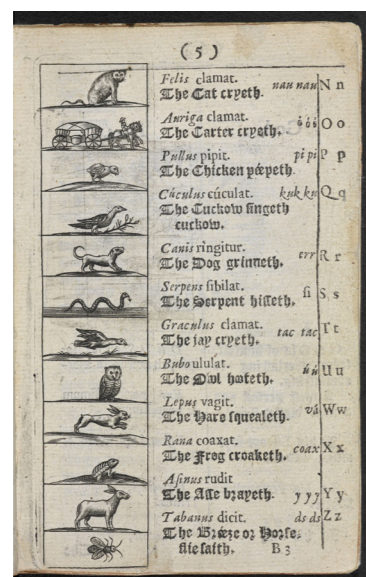 ( 5 )
Felis clamat. nau nau N n
The Cat cryeth.
Auriga clamat. ó ó ó O o
The Carter cryeth.
Pullus pipit. pi pi P p
The Chicken péepeth.
Cúculus cúculat. kuk ku Q q
The Cuckow singeth
cuckow.
Canis ringitur. err R r
The Dog grinneth.
Serpens sibilat. si S s
The Serpent hisseth.
Graculus clamat. tac tac T t
The jay cryeth.
Bubo ululat. ú ú U u
The Owl hooteth.
Lepus vagit. vá W w
The Hare squealeth.
Rana coaxat. coax X x
The Frog croaketh.
Asinus rudit y y y Y y
The Asse brayeth.
Tabanus dicit. ds ds Z z
The Bréeze or Horse-
flie saith. B 3